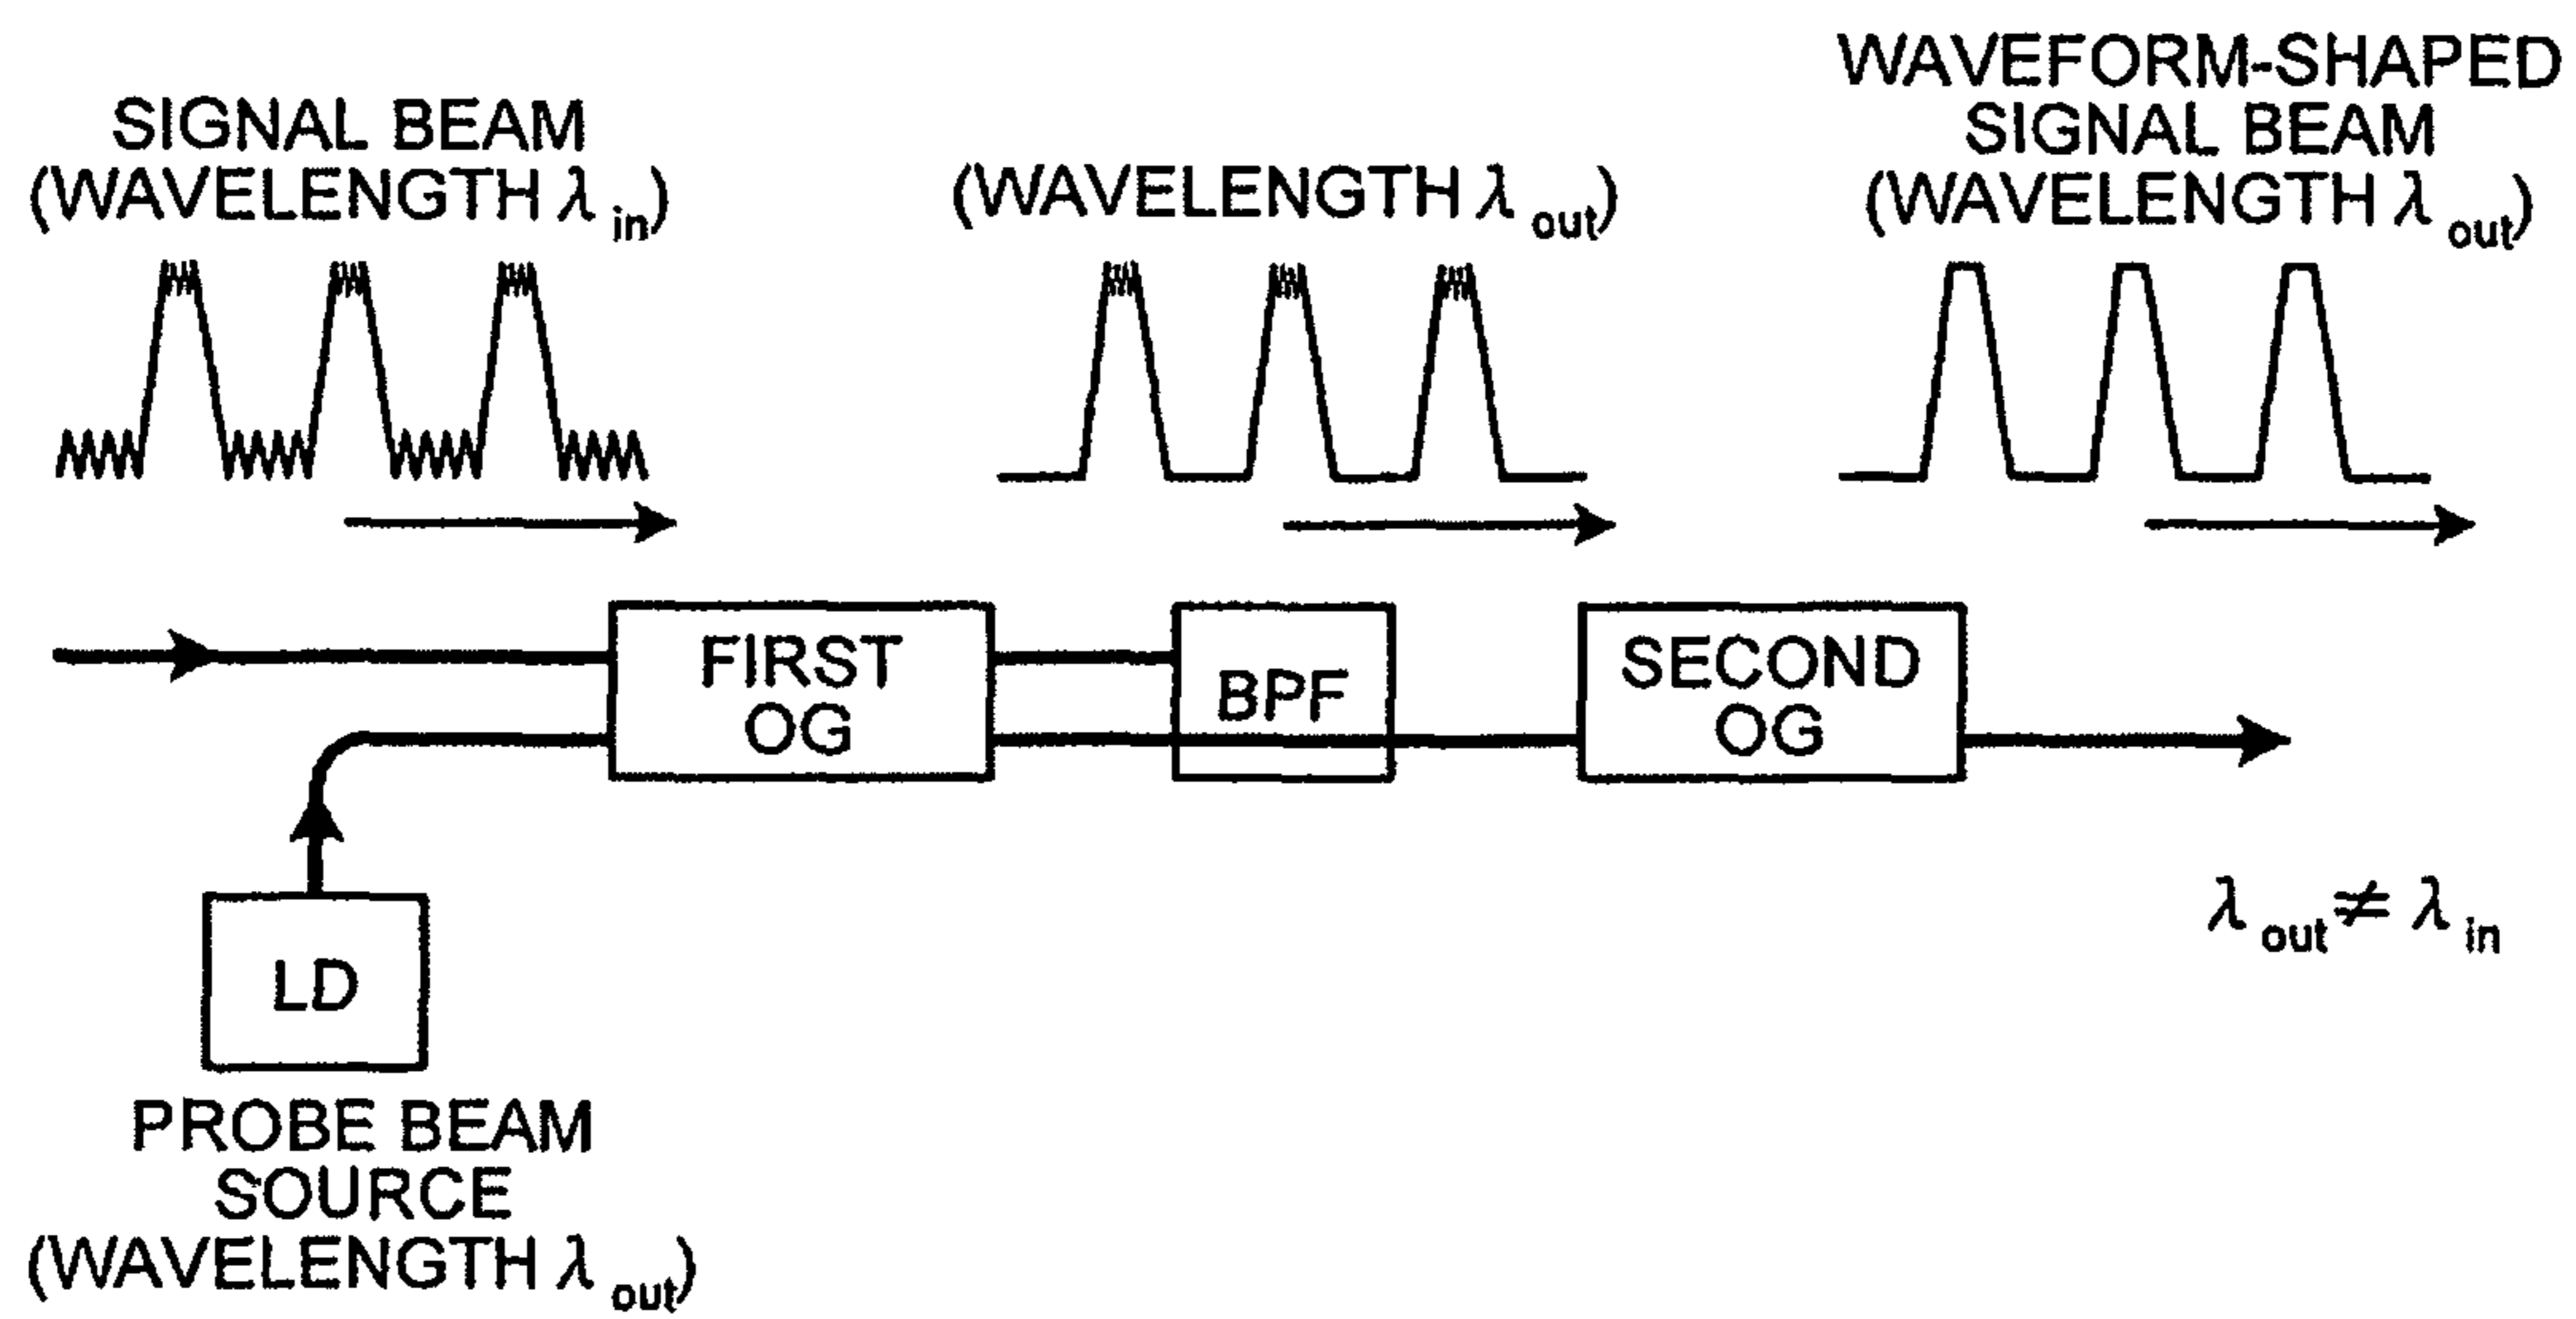 SIGNAL BEAM
(WAVELENGTH λ in)
(WAVELENGTH λ out)
WAVEFORM-SHAPED
SIGNAL BEAM
(WAVELENGTH λ out)
FIRST
OG
BPF
SECOND
OG
LD
λ out ≠ λ in
PROBE BEAM
SOURCE
(WAVELENGTH λ out)